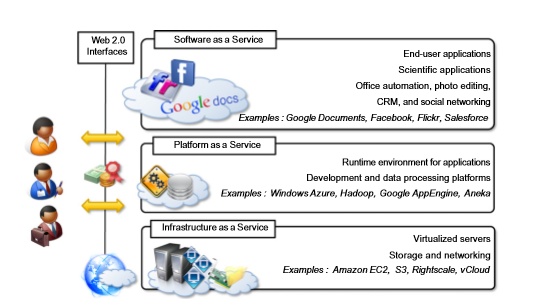 Web 2.0
Interfaces
Software as a Service
End-user applications
Scientific applications
Office automation, photo editing,
CRM, and social networking
Examples : Google Documents, Facebook, Flickr, Salesforce
f
fr
Google docs
Platform as a Service
Runtime environment for applications
Development and data processing platforms
Examples : Windows Azure, Hadoop, Google AppEngine, Aneka
Infrastructure as a Service
Virtualized servers
Storage and networking
Examples : Amazon EC2, S3, Rightscale, vCloud